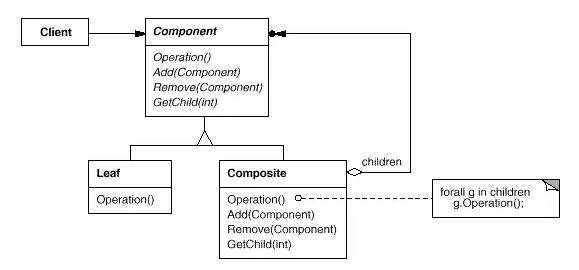 Client
Component
Operation()
Add(Component)
Remove(Component)
GetChild(int)
children
Leaf
Operation()
Composite
Operation()
Add(Component)
Remove(Component)
GetChild(int)
forall g in children
g.Operation();